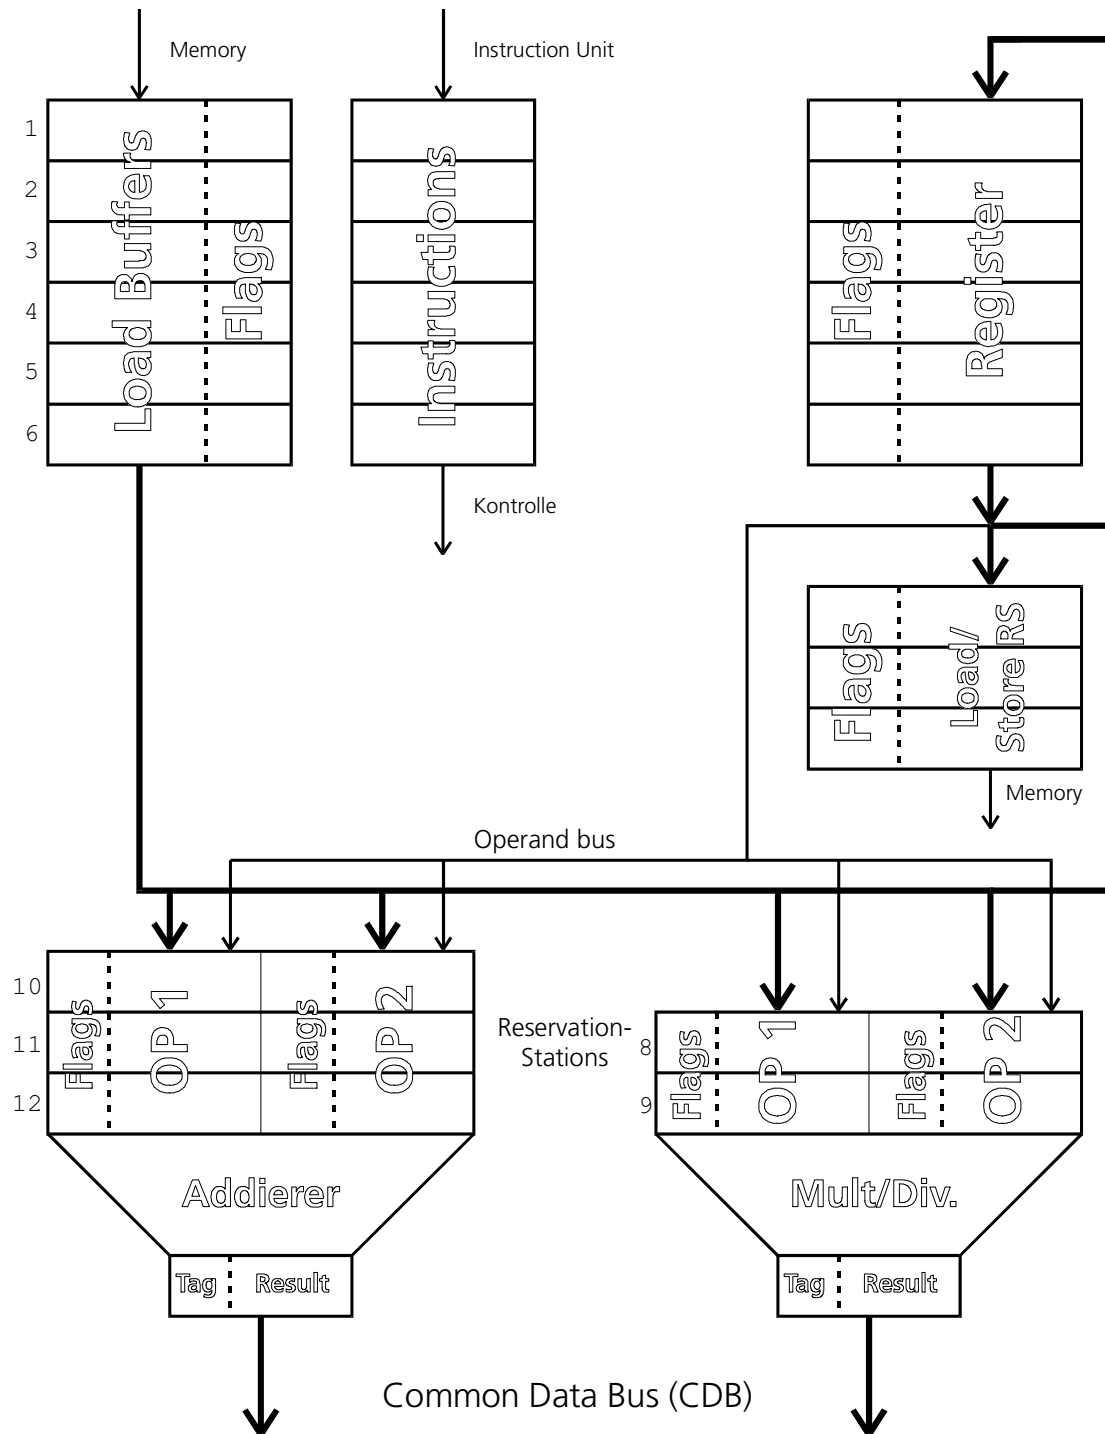 Memory
Instruction Unit
1
2
3
4
5
6
Load Buffers
Flags
Instructions
Flags
Register
Kontrolle
Flags
Load/
Store RS
Memory
Operand bus
10
11
12
Flags
OP 1
Flags
OP 2
Reservation-
Stations
8
9
Flags
OP 1
Flags
OP 2
Addierer
Mult/Div.
Tag
Result
Tag
Result
Common Data Bus (CDB)